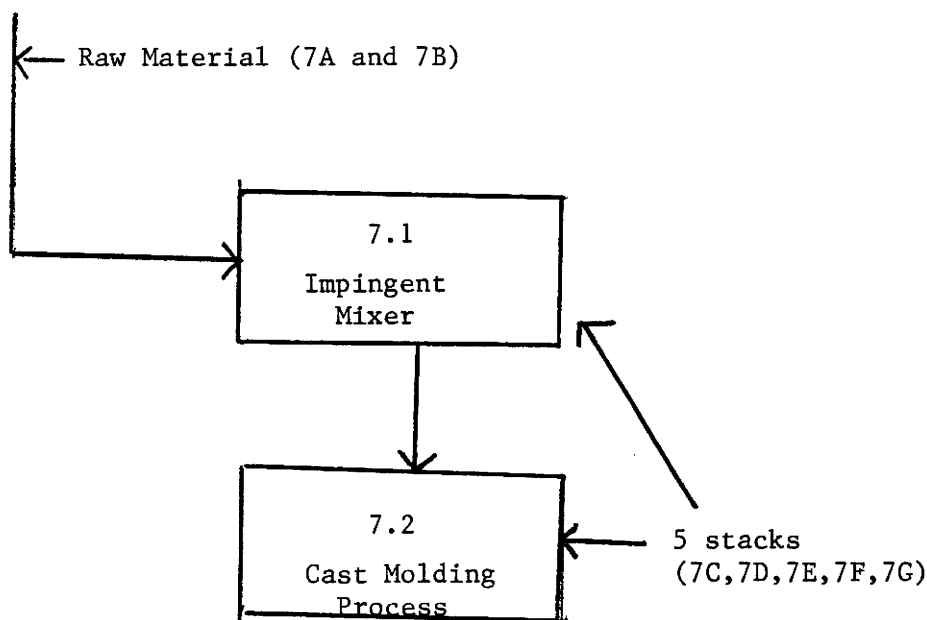 Raw Material (7A and 7B)
7.1
Impingent
Mixer
7.2
Cast Molding
Process
5 stacks
(7C,7D,7E,7F,7G)